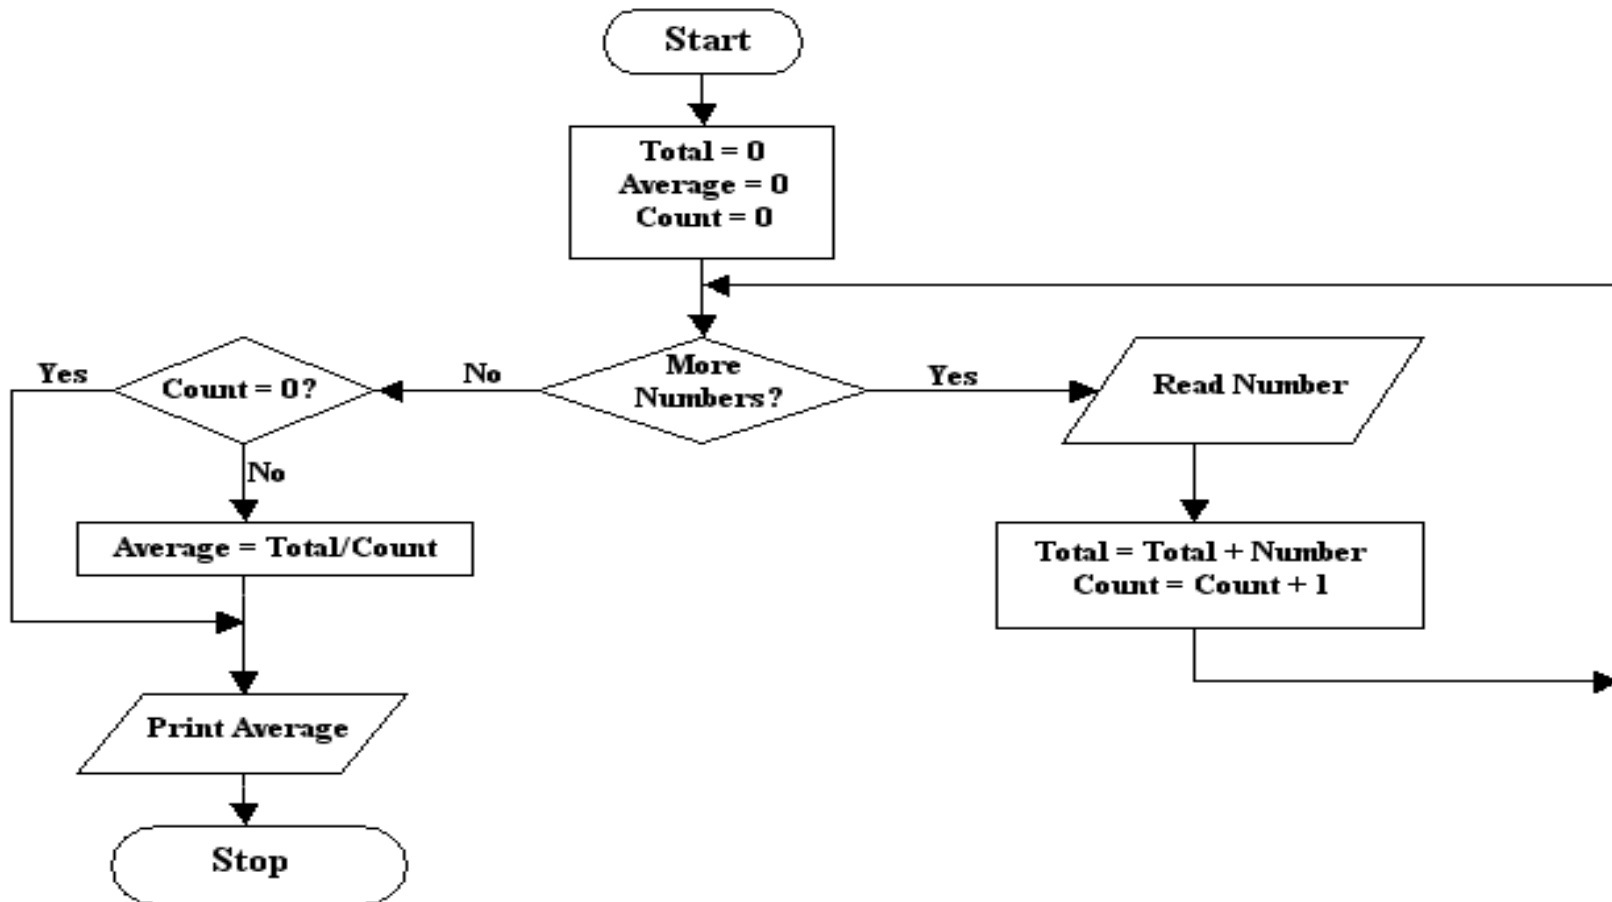 Start
Total = 0
Average = 0
Count = 0
More
Numbers?
Yes
Read Number
Total = Total + Number
Count = Count + 1
No
Count = 0?
Yes
No
Average = Total/Count
Print Average
Stop